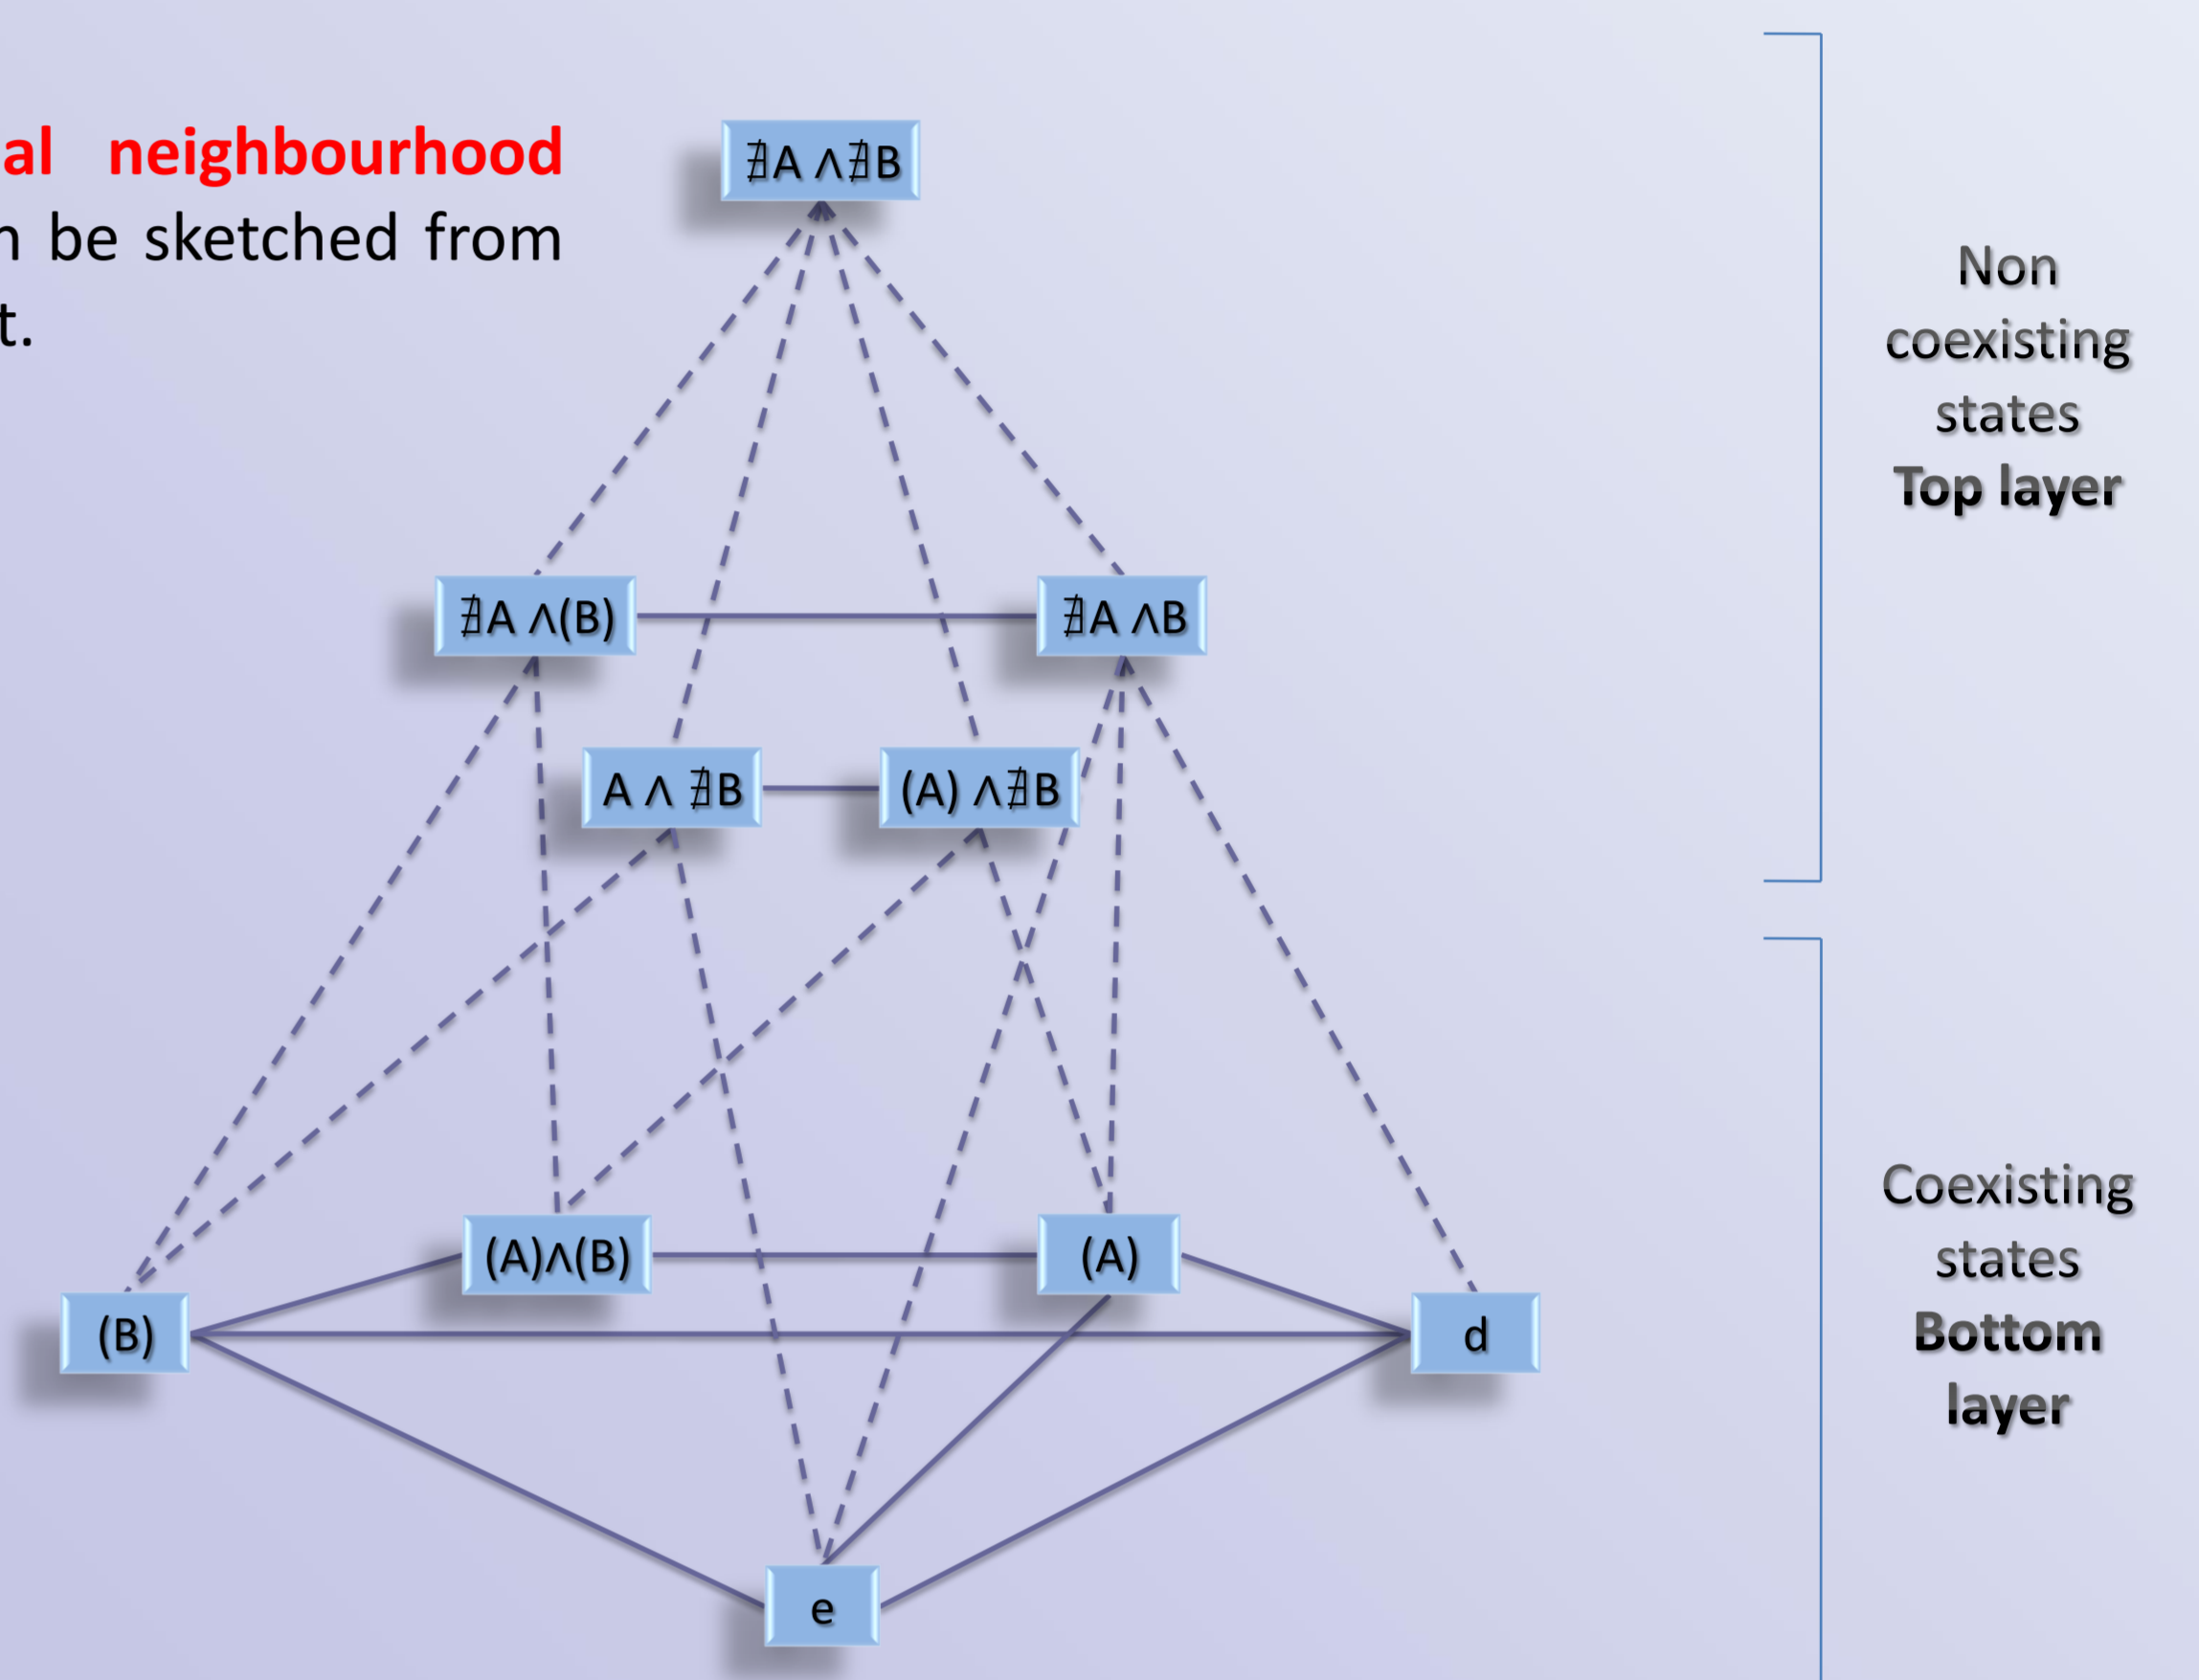 al neighbourhood
be sketched from
t.
∄A ∧∄B
Non
coexisting
states
Top layer
∄A ∧(B)
∄A ∧B
A ∧ ∄B
(A) ∧∄B
(A)∧(B)
(A)
(B)
d
e
Coexisting
states
Bottom
layer